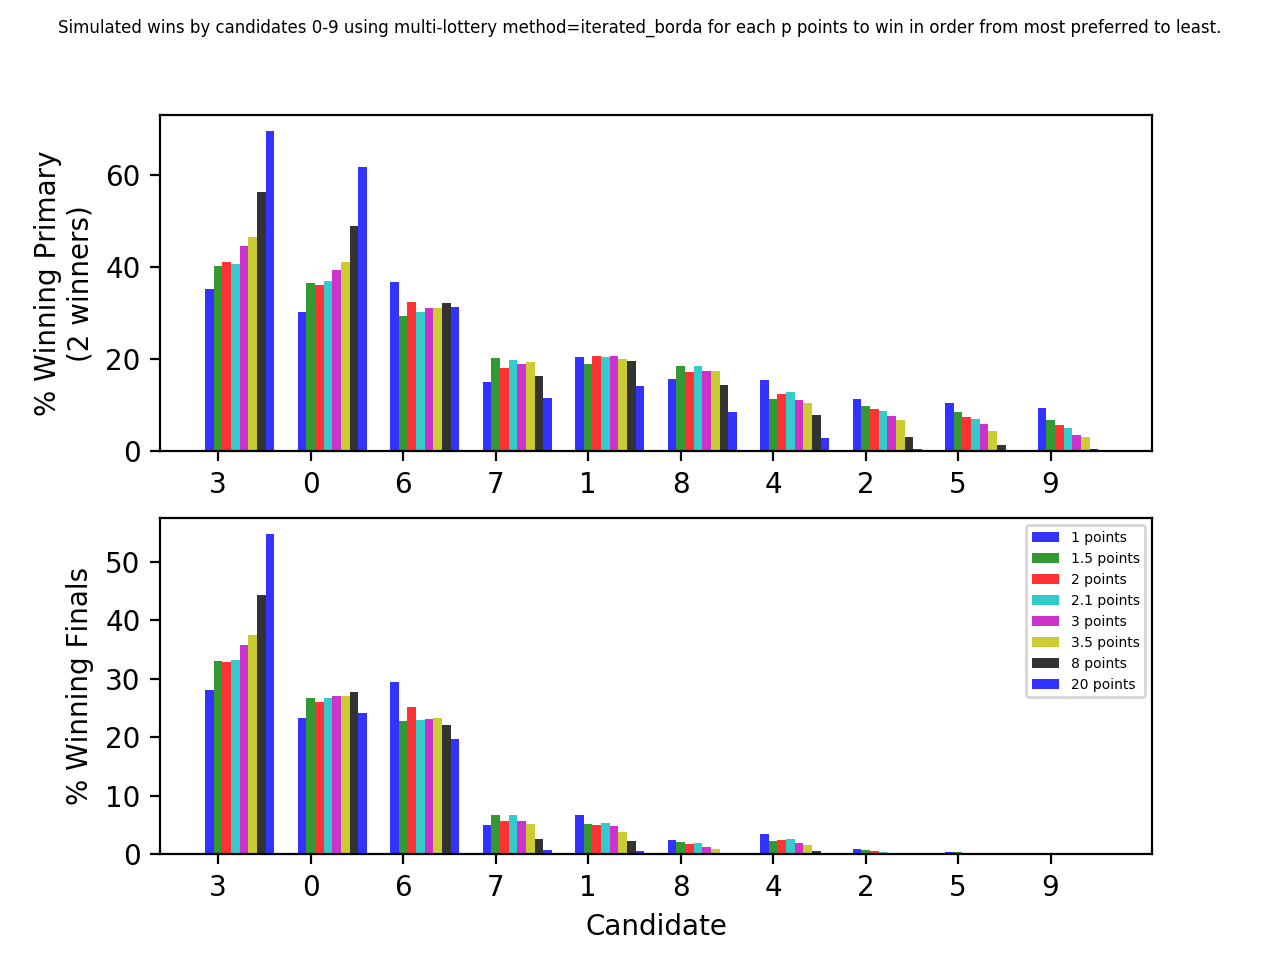 Simulated wins by candidates 0-9 using multi-lottery method=iterated_borda for each p points to win in order from most preferred to least.
% Winning Primary
(2 winners)
60
40
20
0
3 0 6 7 1 8 4 2 5 9
% Winning Finals
50
40
30
20
10
0
1 points
1.5 points
2 points
2.1 points
3 points
3.5 points
8 points
20 points
3 0 6 7 1 8 4 2 5 9
Candidate